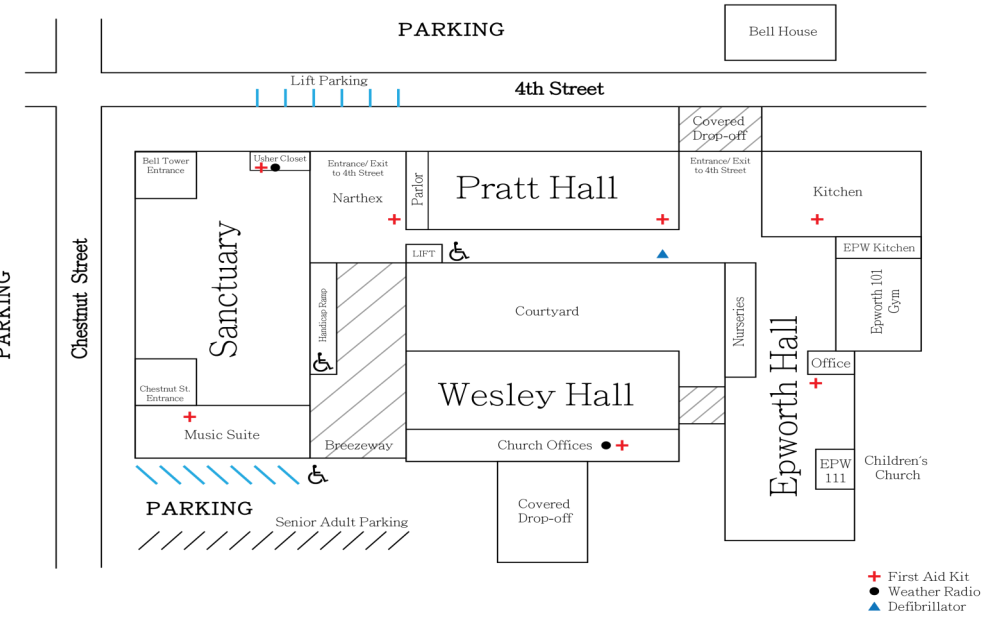 PARKING
Bell House
Lift Parking
4th Street
Covered
Drop-off
Bell Tower
Entrance
Usher Closet
Entrance/ Exit
to 4th Street
Narthex
Parlor
Pratt Hall
Entrance/ Exit
to 4th Street
Kitchen
LIFT
EPW Kitchen
Chestnut Street
PARKING
Sanctuary
Handicap Ramp
Courtyard
Nurseries
Epworth 101
Gym
Epworth Hall
Office
Chestnut St.
Entrance
Wesley Hall
Music Suite
Breezeway
Church Offices
EPW
111
Children's
Church
PARKING
Senior Adult Parking
Covered
Drop-off
First Aid Kit
Weather Radio
Defibrillator